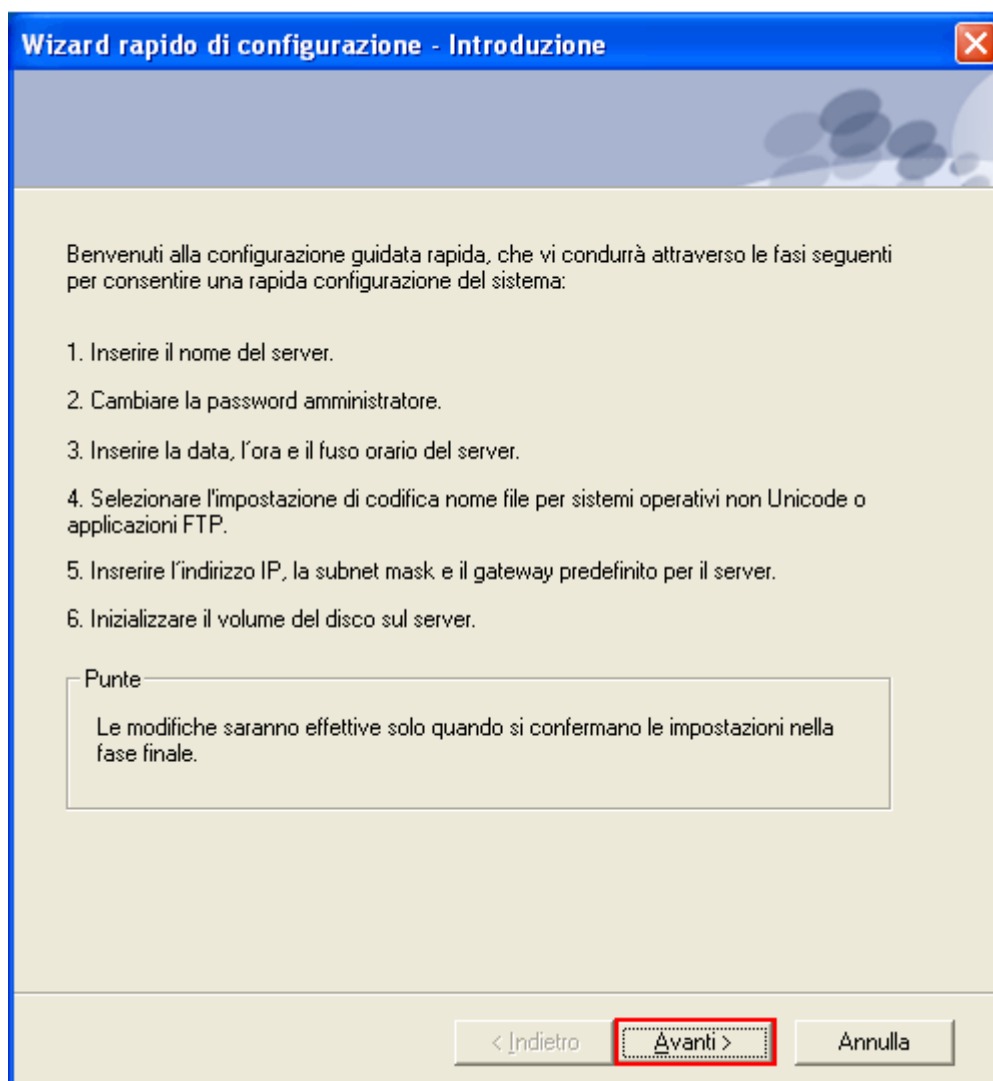 Wizard rapido di configurazione - Introduzione
Benvenuti alla configurazione guidata rapida, che vi condurrà attraverso le fasi seguenti
per consentire una rapida configurazione del sistema:
1. Inserire il nome del server.
2. Cambiare la password amministratore.
3. Inserire la data, l´ora e il fuso orario del server.
4. Selezionare l'impostazione di codifica nome file per sistemi operativi non Unicode o
applicazioni FTP.
5. Insrerire l´indirizzo IP, la subnet mask e il gateway predefinito per il server.
6. Inizializzare il volume del disco sul server.
Punte
Le modifiche saranno effettive solo quando si confermano le impostazioni nella
fase finale.
< Indietro Avanti > Annulla